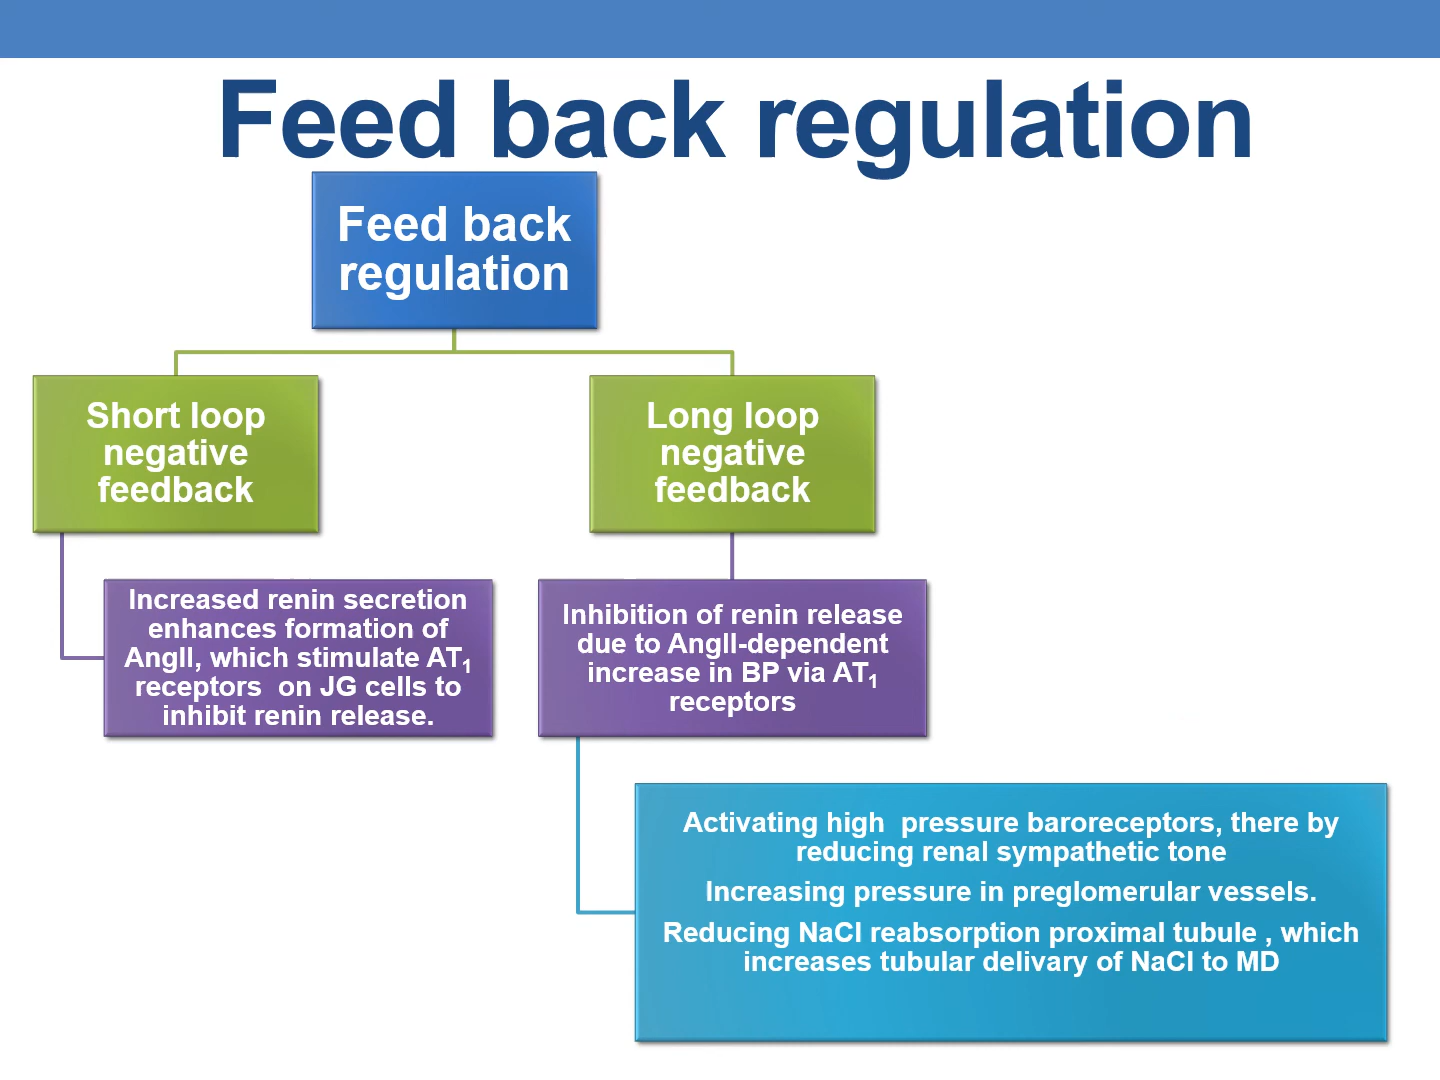 Feed back regulation
Feed back
regulation
Short loop
negative
feedback
Long loop
negative
feedback
Increased renin secretion
enhances formation of
AngII, which stimulate AT1
receptors on JG cells to
inhibit renin release.
Inhibition of renin release
due to AngII-dependent
increase in BP via AT1
receptors
Activating high pressure baroreceptors, there by
reducing renal sympathetic tone
Increasing pressure in preglomerular vessels.
Reducing NaCl reabsorption proximal tubule , which
increases tubular delivary of NaCl to MD